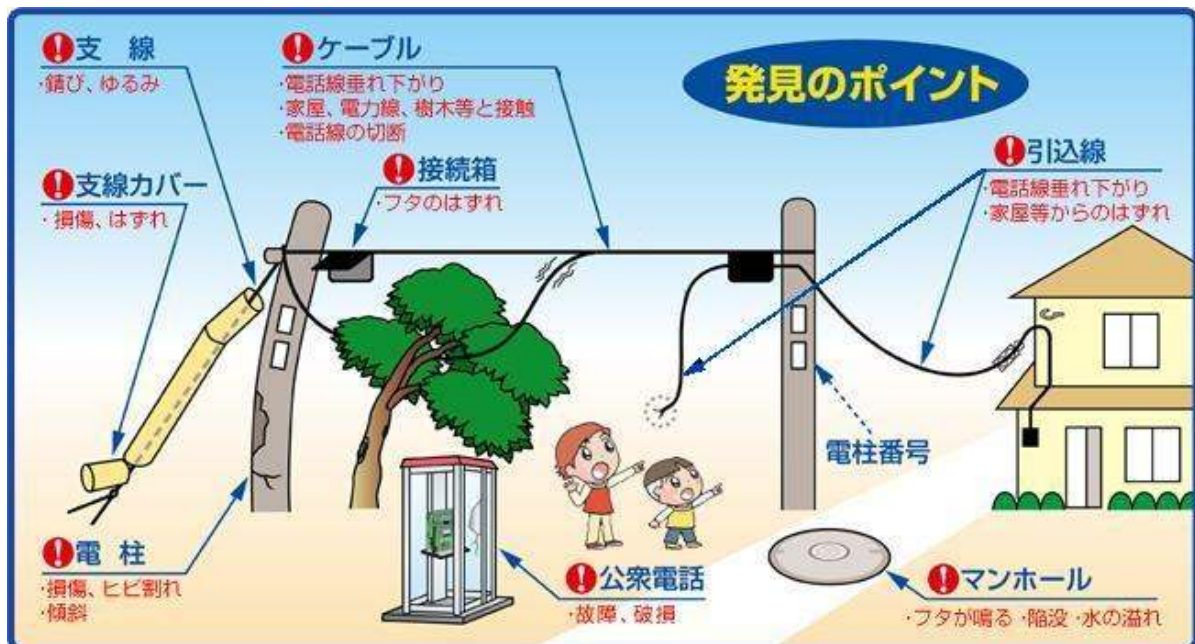 発見のポイント
支 線
・錆び、ゆるみ
ケーブル
・電話線垂れ下がり
・家屋、電力線、樹木等と接触
・電話線の切断
接続箱
・フタのはずれ
引込線
・電話線垂れ下がり
・家屋等からのはずれ
支線カバー
・損傷、はずれ
電柱番号
電 柱
・損傷、ヒビ割れ
・傾斜
公衆電話
・故障、破損
マンホール
・フタが鳴る ・陥没 ・水の溢れ